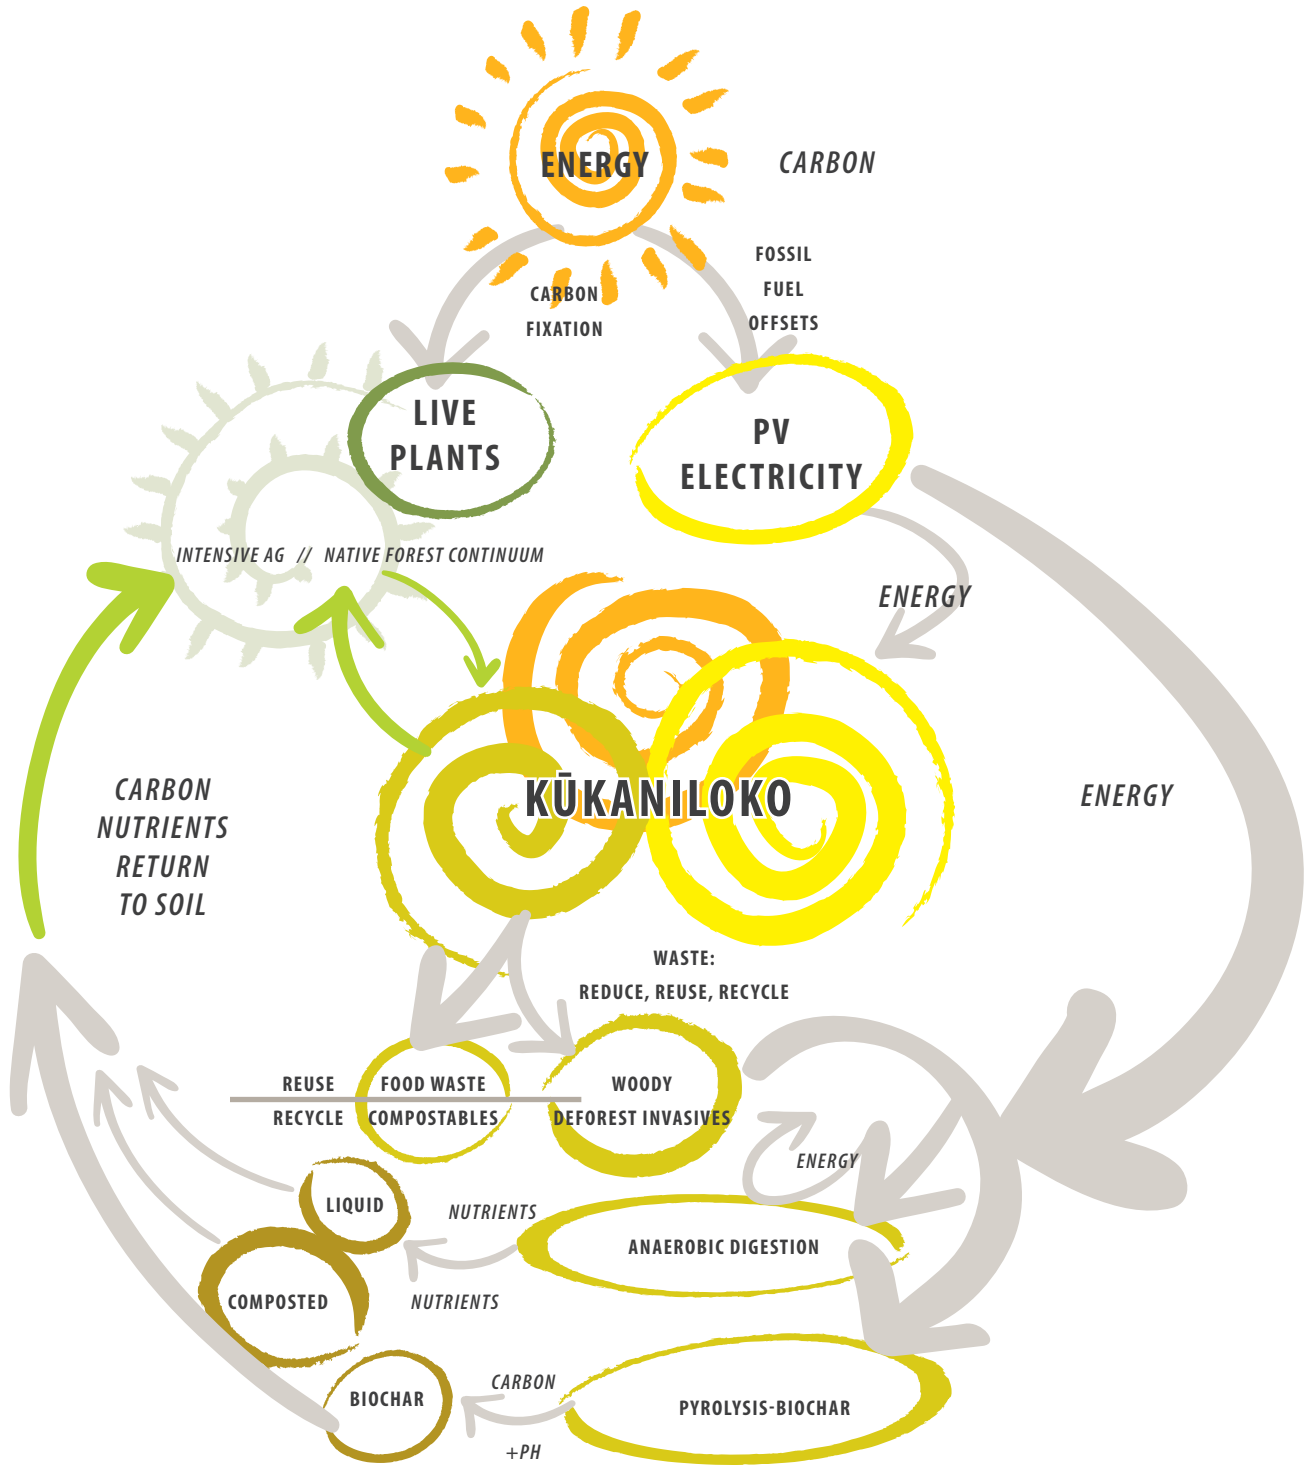 ENERGY
CARBON
FOSSIL
FUEL
OFFSETS
CARBON
FIXATION
LIVE
PLANTS
PV
ELECTRICITY
INTENSIVE AG // NATIVE FOREST CONTINUUM
ENERGY
KŪKANILOKO
CARBON
NUTRIENTS
RETURN
TO SOIL
ENERGY
WASTE:
REDUCE, REUSE, RECYCLE
REUSE
RECYCLE
FOOD WASTE
COMPOSTABLES
WOODY
DEFOREST INVASIVES
ENERGY
LIQUID
NUTRIENTS
ANAEROBIC DIGESTION
COMPOSTED
NUTRIENTS
BIOCHAR
CARBON
+PH
PYROLYSIS-BIOCHAR